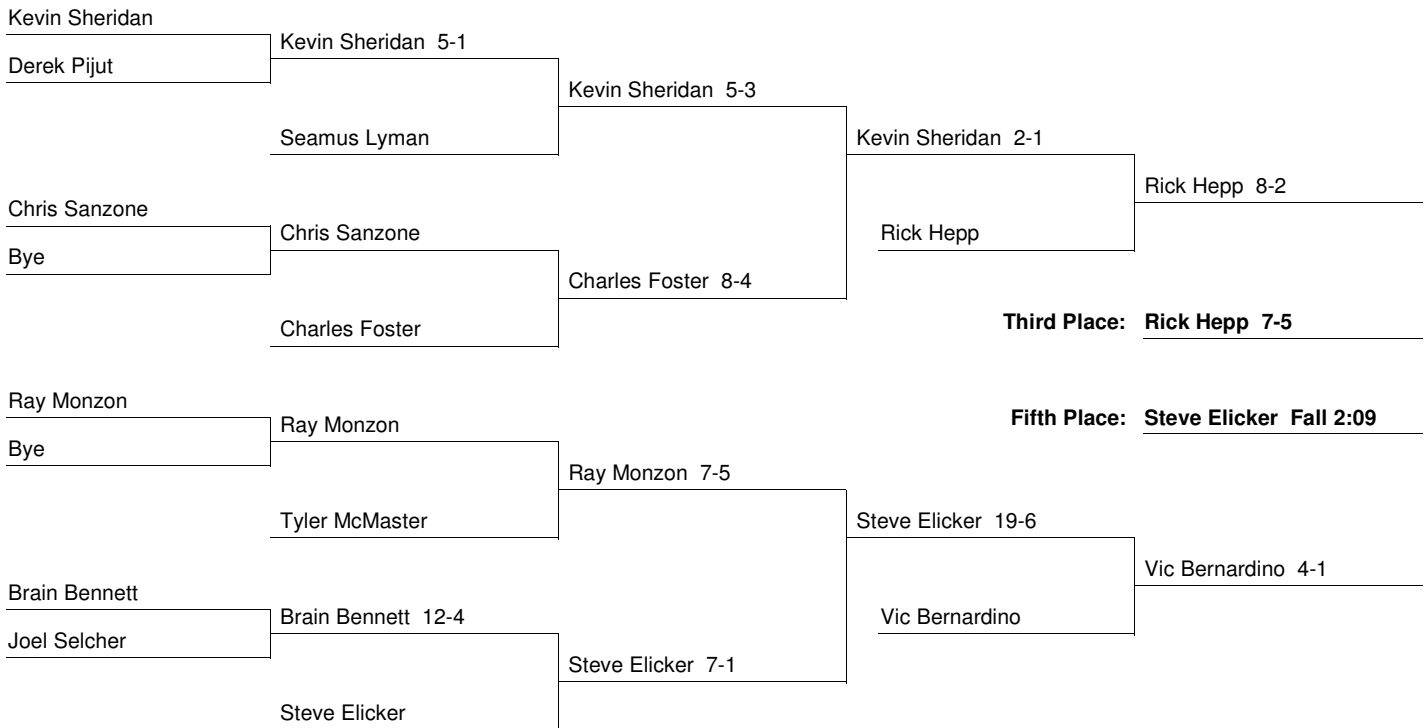 Kevin Sheridan
Kevin Sheridan 5-1
Derek Pijut
Kevin Sheridan 5-3
Seamus Lyman
Kevin Sheridan 2-1
Rick Hepp 8-2
Chris Sanzone
Chris Sanzone
Rick Hepp
Bye
Charles Foster 8-4
Charles Foster
Third Place: Rick Hepp 7-5
Ray Monzon
Ray Monzon
Fifth Place: Steve Elicker Fall 2:09
Bye
Ray Monzon 7-5
Tyler McMaster
Steve Elicker 19-6
Vic Bernardino 4-1
Brain Bennett
Brain Bennett 12-4
Vic Bernardino
Joel Selcher
Steve Elicker 7-1
Steve Elicker